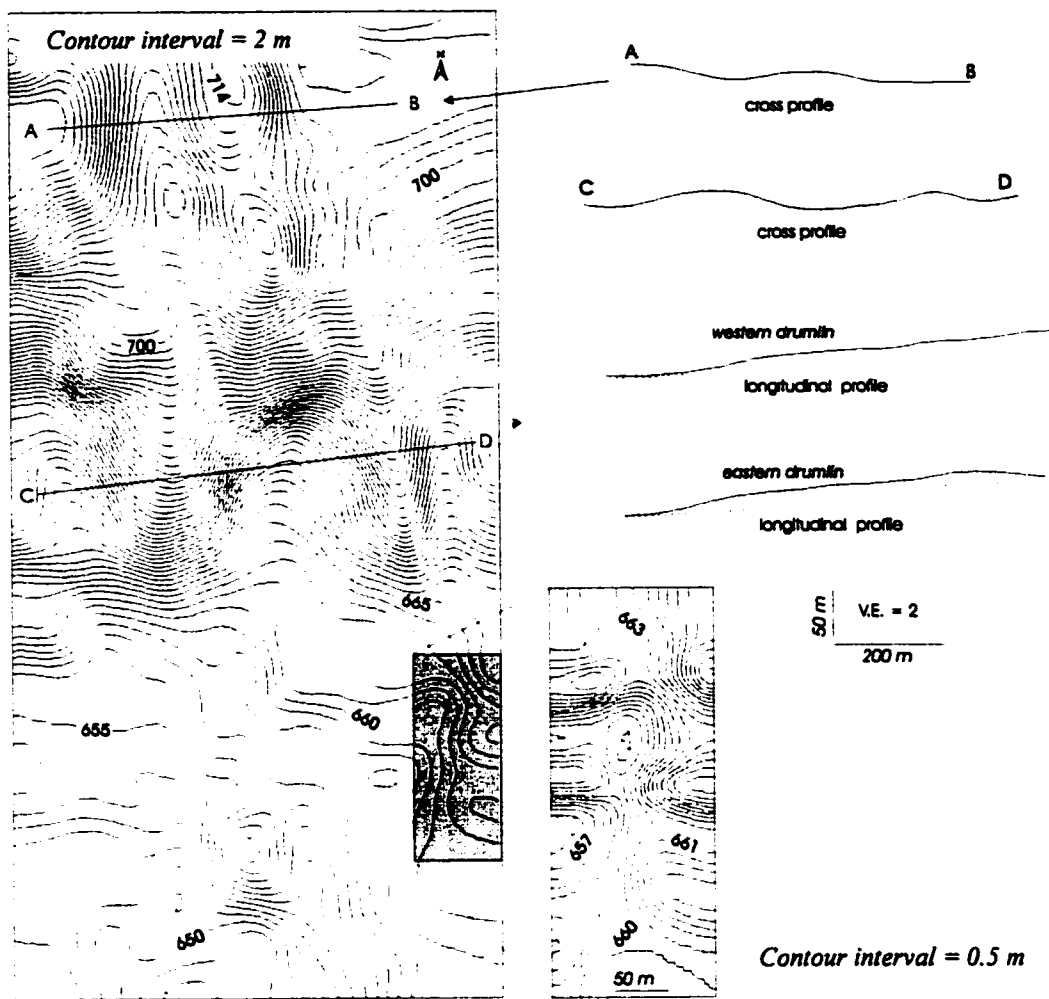 Contour interval = 2 m
A
714
B
A
700
700
C
D
665
655
660
650
A
B
cross profile
C
D
cross profile
western drumlin
longitudinal profile
eastern drumlin
longitudinal profile
50 m
V.E. = 2
200 m
663
657
661
660
50 m
Contour interval = 0.5 m